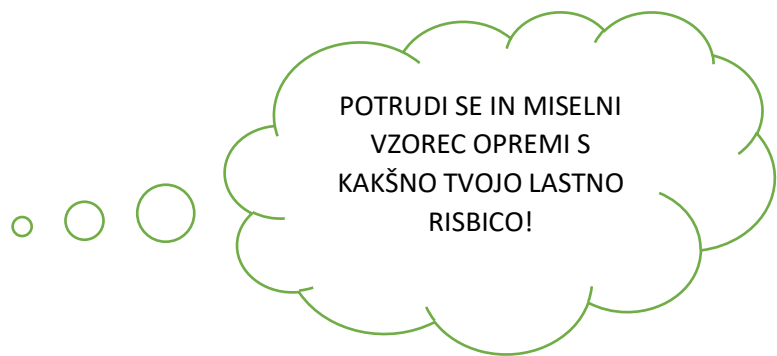 POTRUDI SE IN MISELNI
VZOREC OPREMI S
KAKŠNO TVOJO LASTNO
RISBICO!